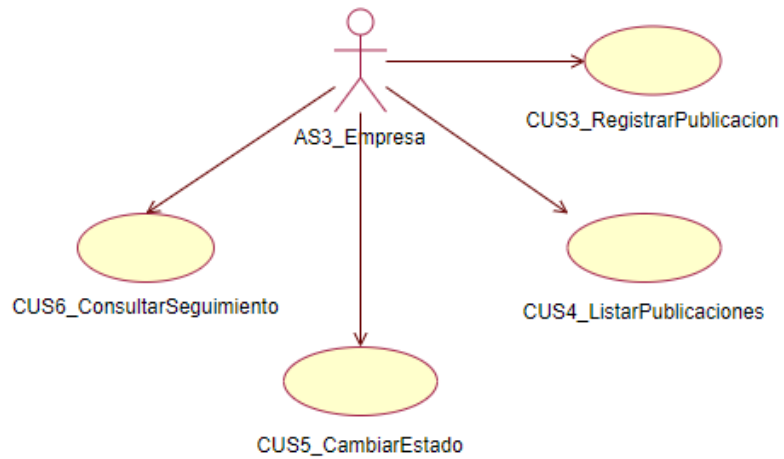 AS3_Empresa
CUS3_RegistrarPublicacion
CUS6_ConsultarSeguimiento
CUS4_ListarPublicaciones
CUS5_CambiarEstado